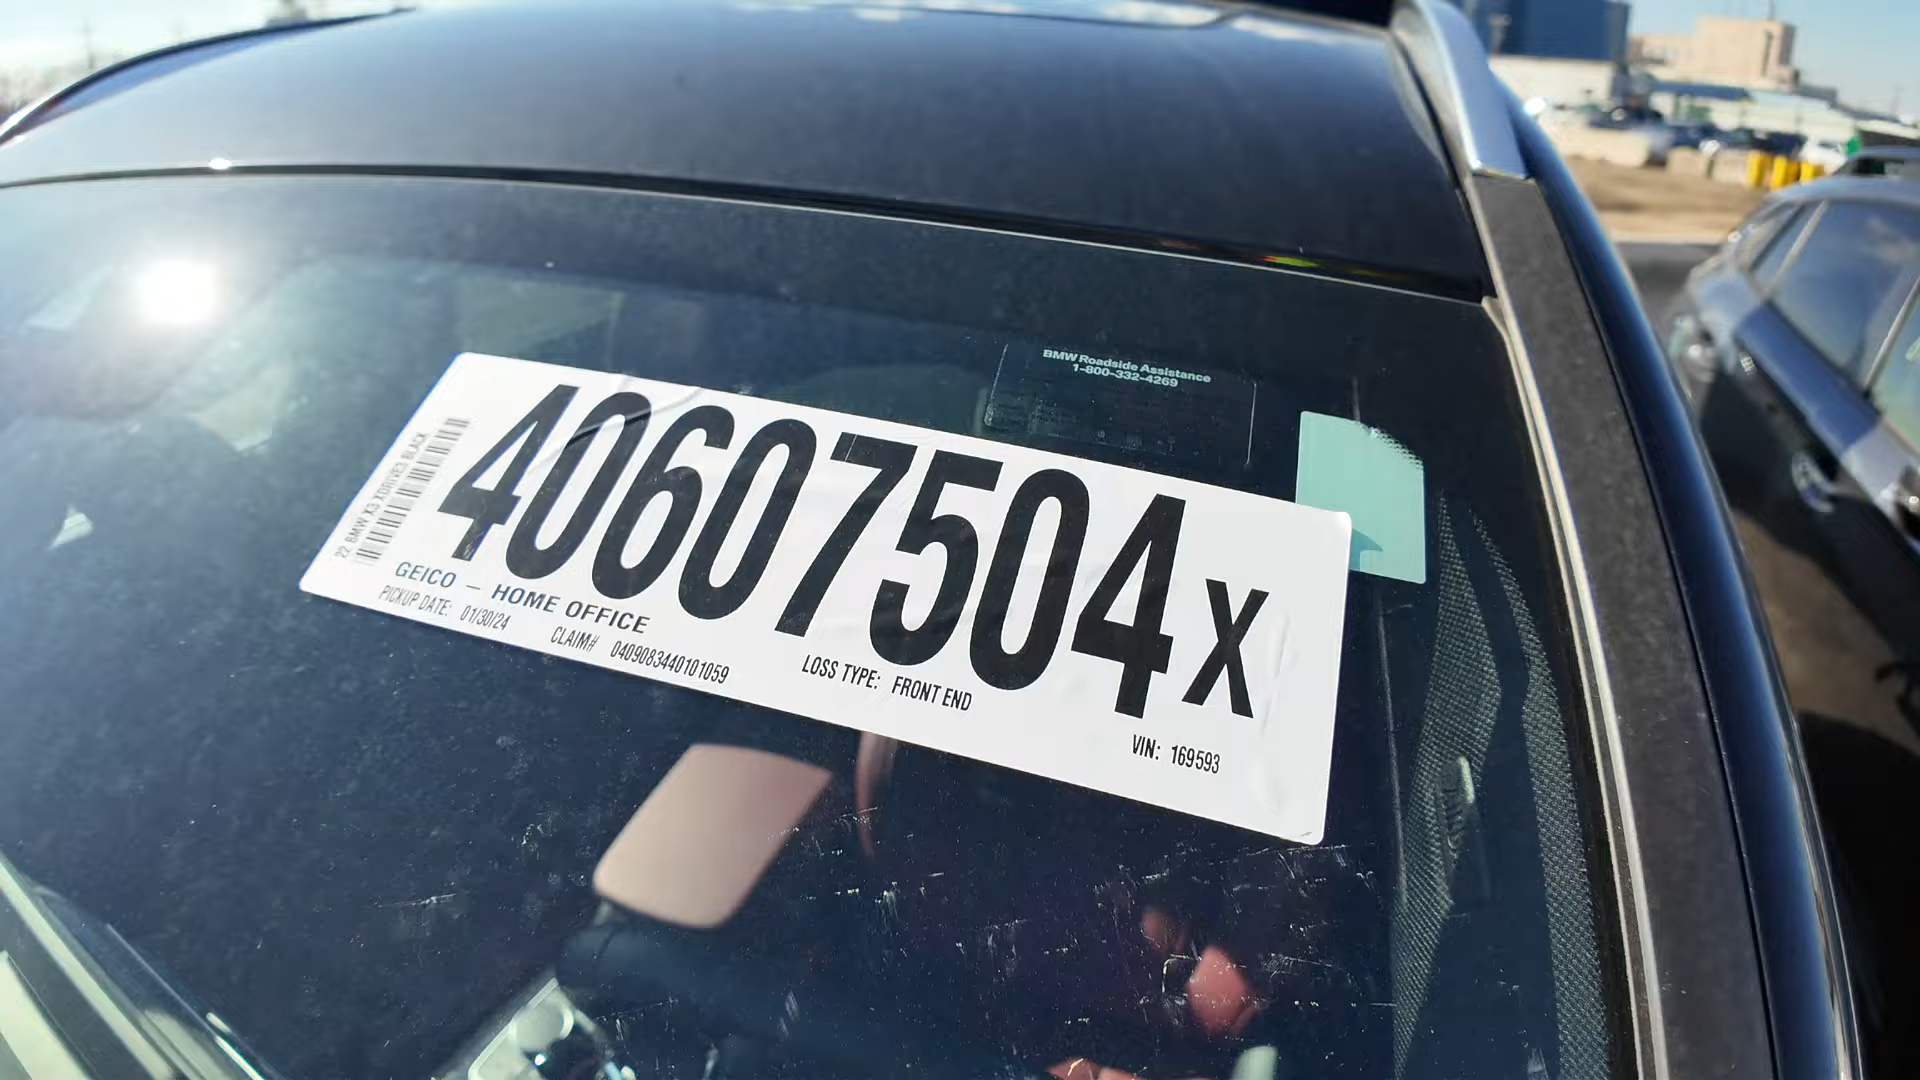 BMW Roadside Assistance
1-800-332-4269
22 BMW X3 XDRIVE3 BLACK
40607504X
GEICO - HOME OFFICE
PICKUP DATE: 01/30/24
CLAIM# 0409083440101059
LOSS TYPE: FRONT END
VIN: 169593